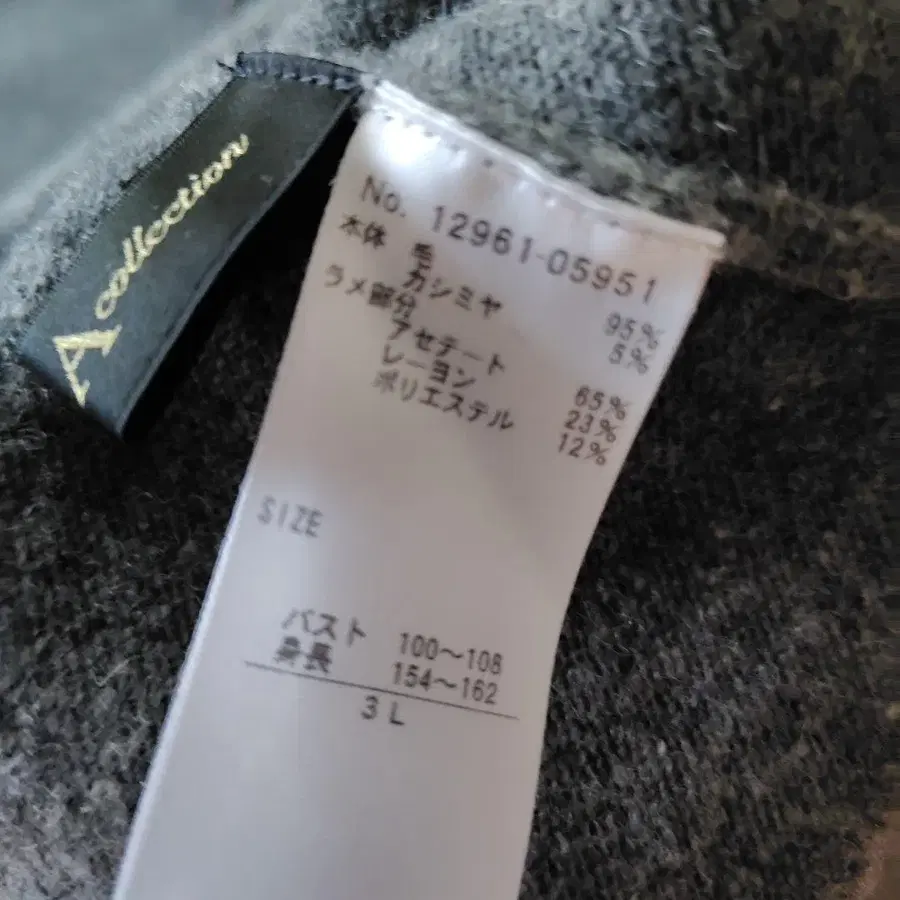 A collection
No. 12961-05951
本体 毛 95%
カシミヤ 5%
ラメ部分
アセテート 65%
レーヨン 23%
ポリエステル 12%
SIZE
バスト 100～108
身長 154～162
3L